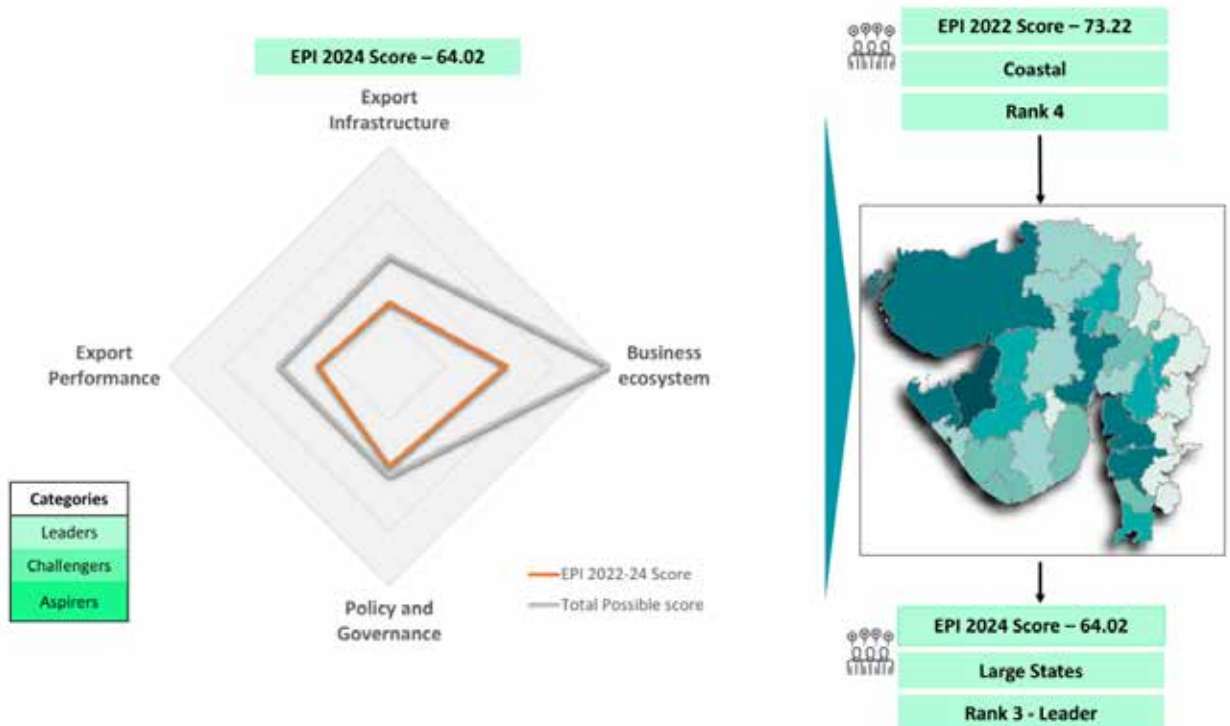 EPI 2024 Score – 64.02
Export
Infrastructure
Export
Performance
Business
ecosystem
Policy and
Governance
EPI 2022-24 Score
Total Possible score
Categories
Leaders
Challengers
Aspirers
EPI 2022 Score – 73.22
Coastal
Rank 4
EPI 2024 Score – 64.02
Large States
Rank 3 - Leader